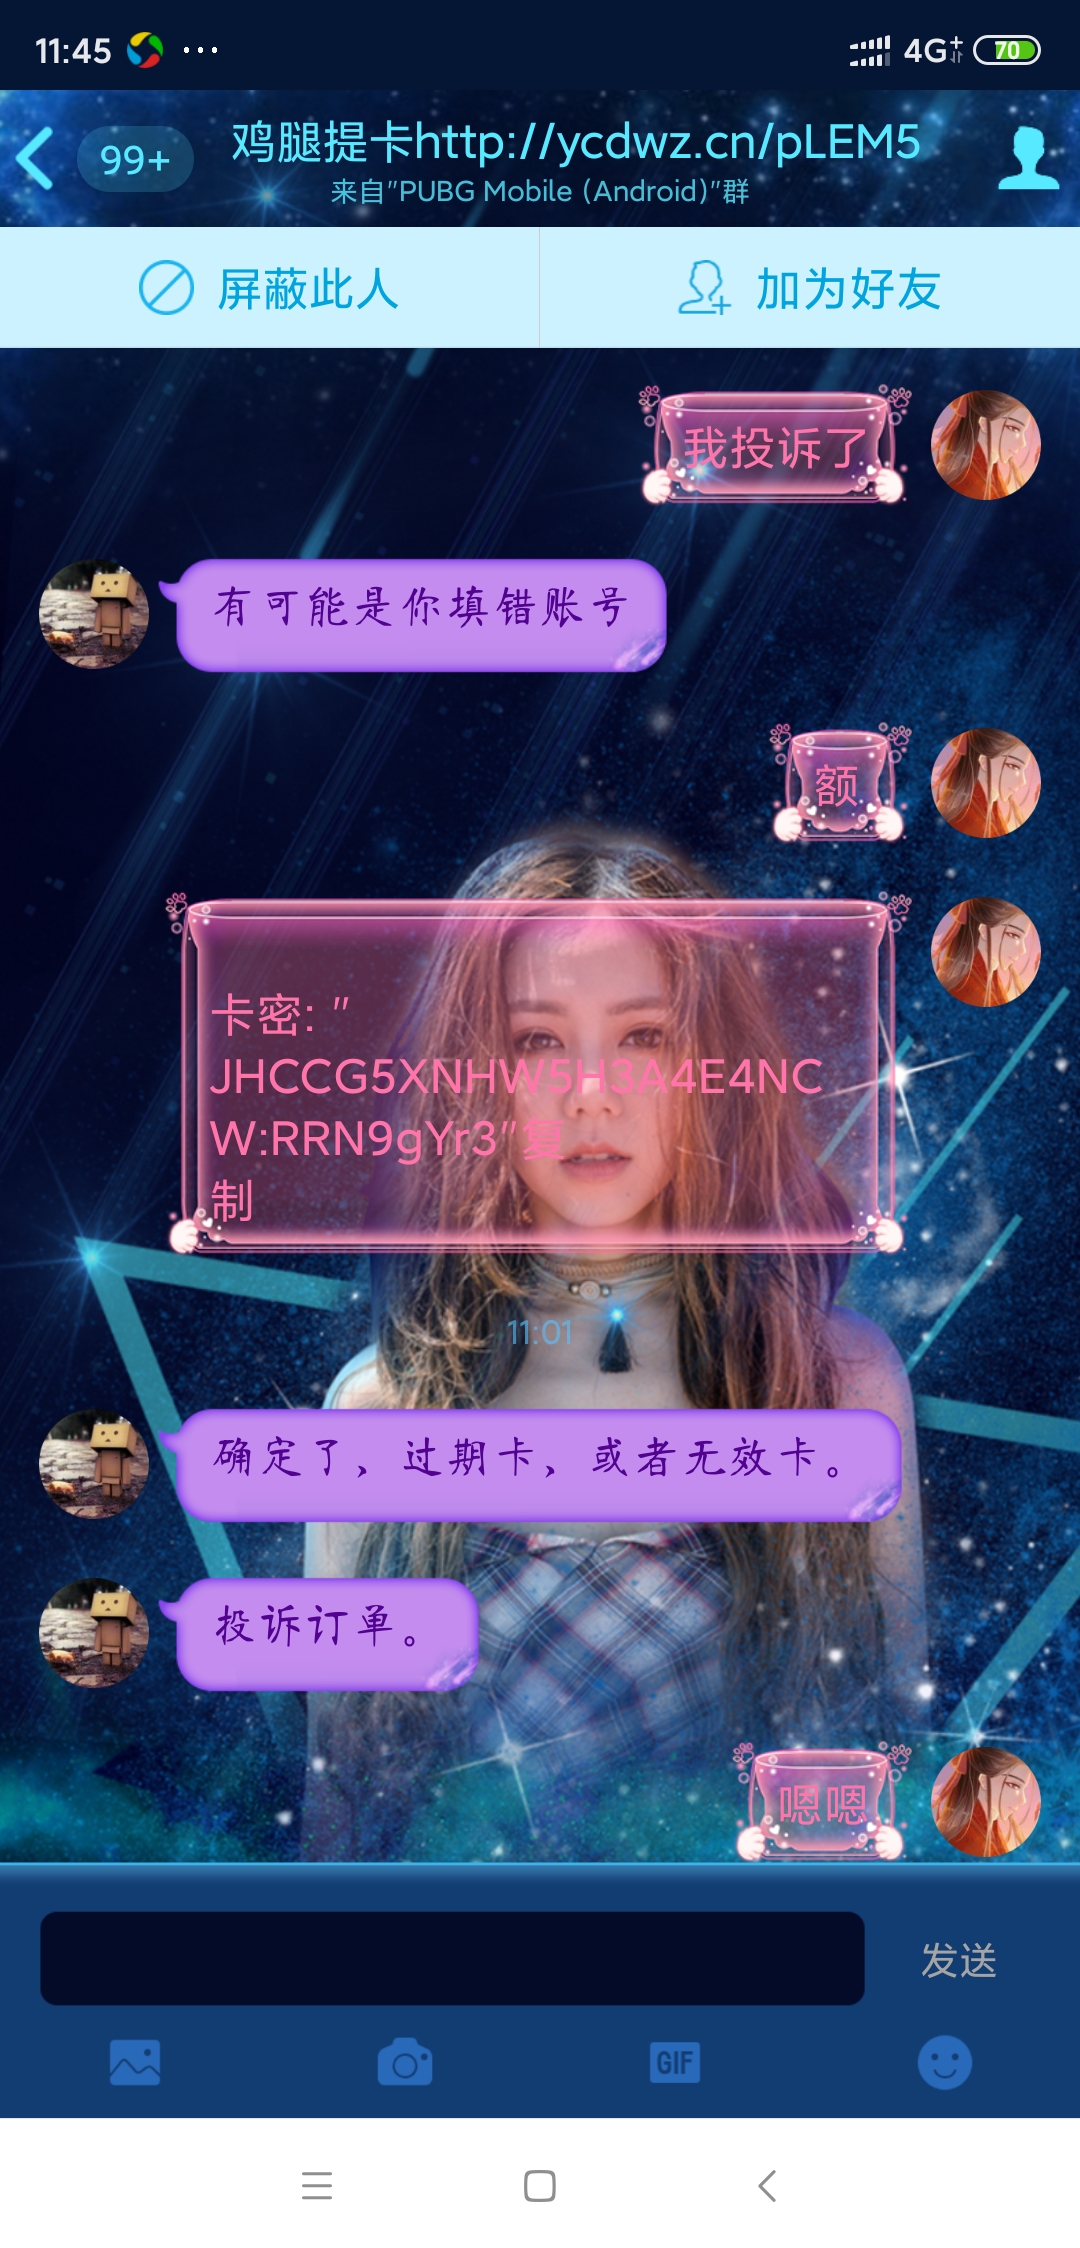 11:45
4G
70
99+
鸡腿提卡http://ycdwz.cn/pLEM5
来自"PUBG Mobile (Android)"群
屏蔽此人
加为好友
我投诉了
有可能是你填错账号
额
卡密: "
JHCCG5XNHW5H3A4E4NC
W:RRN9gYr3"复
制
11:01
确定了、过期卡,或者无效卡。
投诉订单。
嗯嗯
发送
GIF